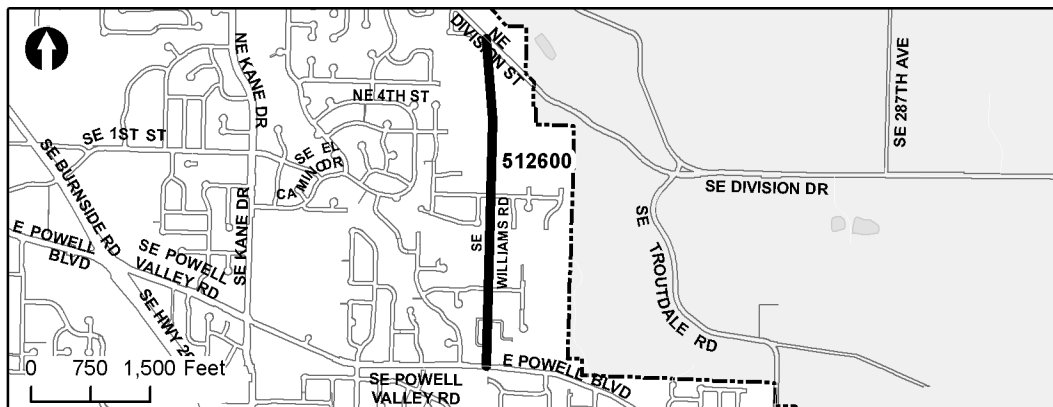 NE
DIVISION ST
NE KANE DR
SE 287TH AVE
NE 4TH ST
SE 1ST ST
SE EL
CAMINO DR
512600
SE BURNSIDE RD
SE DIVISION DR
E POWELL
BLVD
SE POWELL
VALLEY RD
SE KANE DR
SE
WILLIAMS RD
SE TROUTDALE RD
SE HWY
0 750 1,500 Feet
E POWELL BLVD
SE POWELL
VALLEY RD